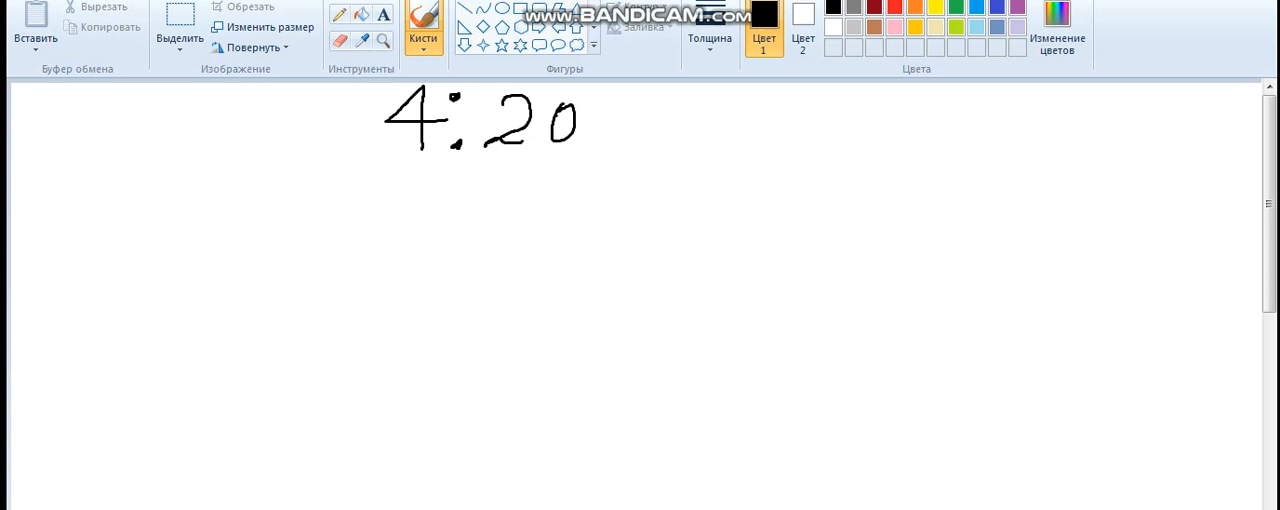 www.BANDICAM.com
Вставить
Вырезать
Копировать
Буфер обмена
Выделить
Обрезать
Изменить размер
Повернуть
Изображение
A
Инструменты
Кисти
Контур
Заливка
Фигуры
Толщина
Цвет
1
Цвет
2
Изменение
цветов
Цвета
4:20